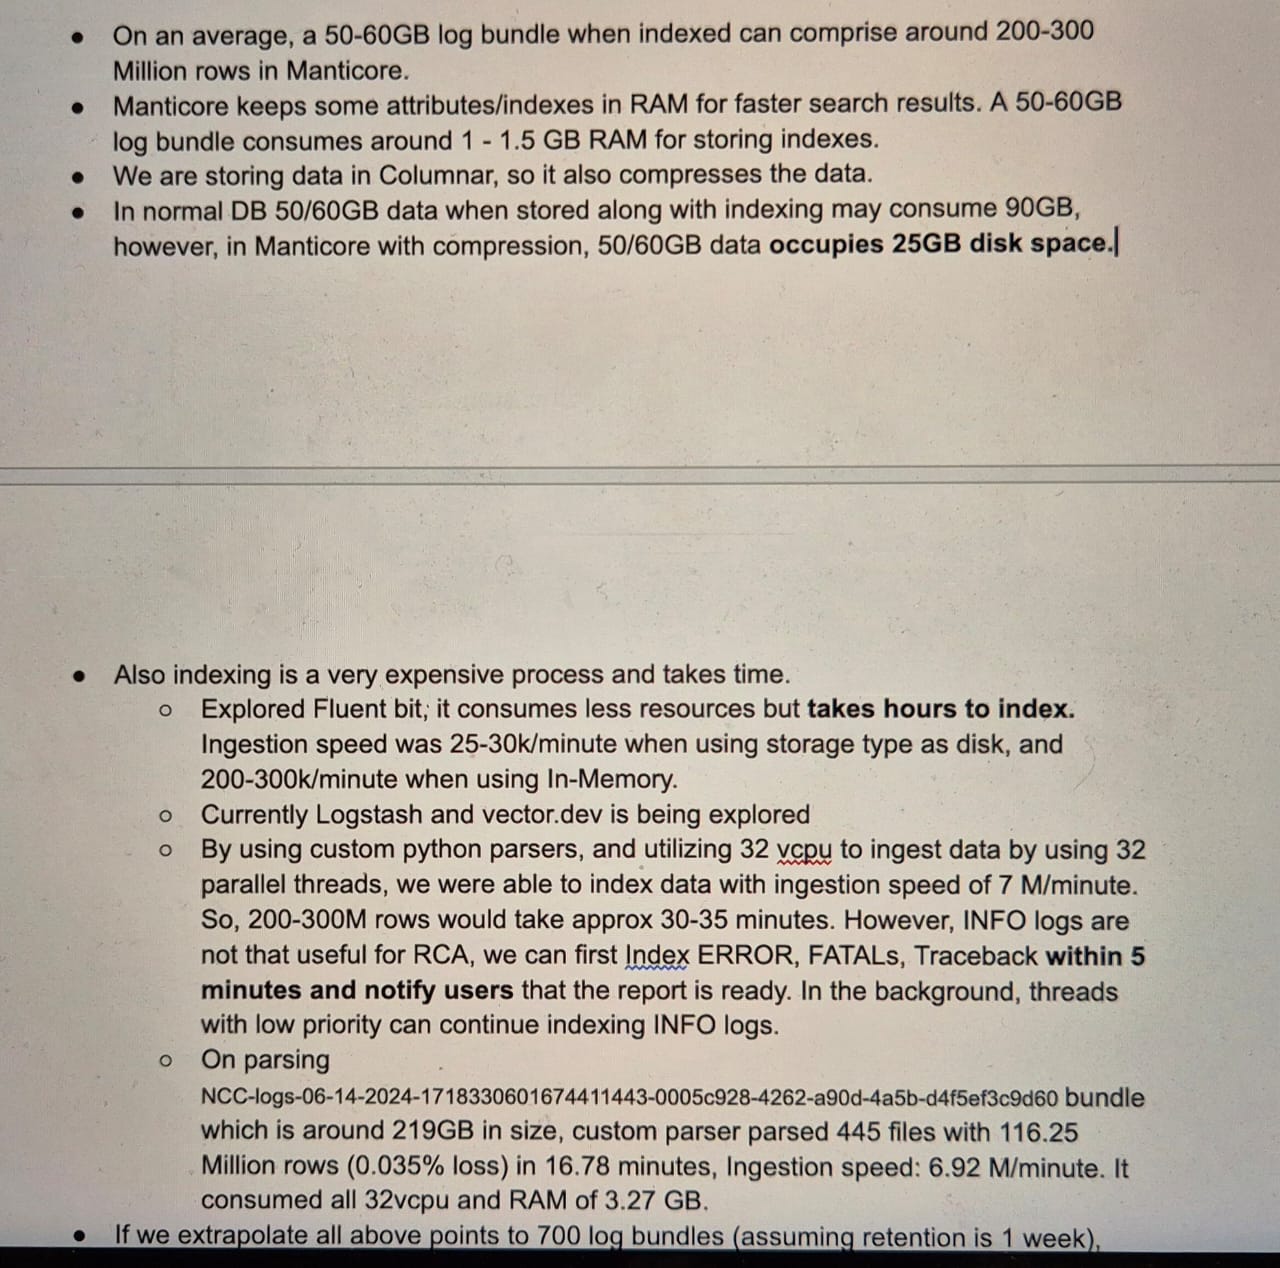 • On an average, a 50-60GB log bundle when indexed can comprise around 200-300
Million rows in Manticore.
• Manticore keeps some attributes/indexes in RAM for faster search results. A 50-60GB
log bundle consumes around 1 - 1.5 GB RAM for storing indexes.
• We are storing data in Columnar, so it also compresses the data.
• In normal DB 50/60GB data when stored along with indexing may consume 90GB,
however, in Manticore with compression, 50/60GB data occupies 25GB disk space.
• Also indexing is a very expensive process and takes time.
o Explored Fluent bit; it consumes less resources but takes hours to index.
Ingestion speed was 25-30k/minute when using storage type as disk, and
200-300k/minute when using In-Memory.
o Currently Logstash and vector.dev is being explored
o By using custom python parsers, and utilizing 32 vcpu to ingest data by using 32
parallel threads, we were able to index data with ingestion speed of 7 M/minute.
So, 200-300M rows would take approx 30-35 minutes. However, INFO logs are
not that useful for RCA, we can first Index ERROR, FATALs, Traceback within 5
minutes and notify users that the report is ready. In the background, threads
with low priority can continue indexing INFO logs.
o On parsing
NCC-logs-06-14-2024-1718330601674411443-0005c928-4262-a90d-4a5b-d4f5ef3c9d60 bundle
which is around 219GB in size, custom parser parsed 445 files with 116.25
Million rows (0.035% loss) in 16.78 minutes, Ingestion speed: 6.92 M/minute. It
consumed all 32vcpu and RAM of 3.27 GB.
• If we extrapolate all above points to 700 log bundles (assuming retention is 1 week),